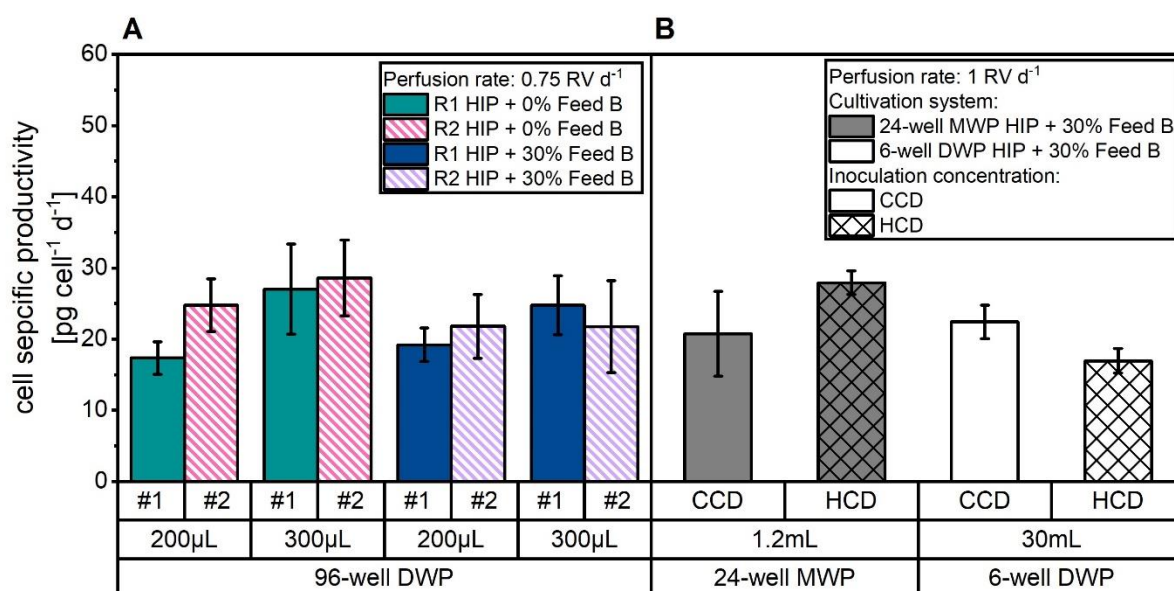 A
B
cell sepcific productivity
[pg cell⁻¹ d⁻¹]
60
50
40
30
20
10
0
Perfusion rate: 0.75 RV d⁻¹
R1 HIP + 0% Feed B
R2 HIP + 0% Feed B
R1 HIP + 30% Feed B
R2 HIP + 30% Feed B
Perfusion rate: 1 RV d⁻¹
Cultivation system:
24-well MWP HIP + 30% Feed B
6-well DWP HIP + 30% Feed B
Inoculation concentration:
CCD
HCD
#1 #2 #1 #2 #1 #2 #1 #2 CCD HCD CCD HCD
200µL 300µL 200µL 300µL 1.2mL 30mL
96-well DWP 24-well MWP 6-well DWP